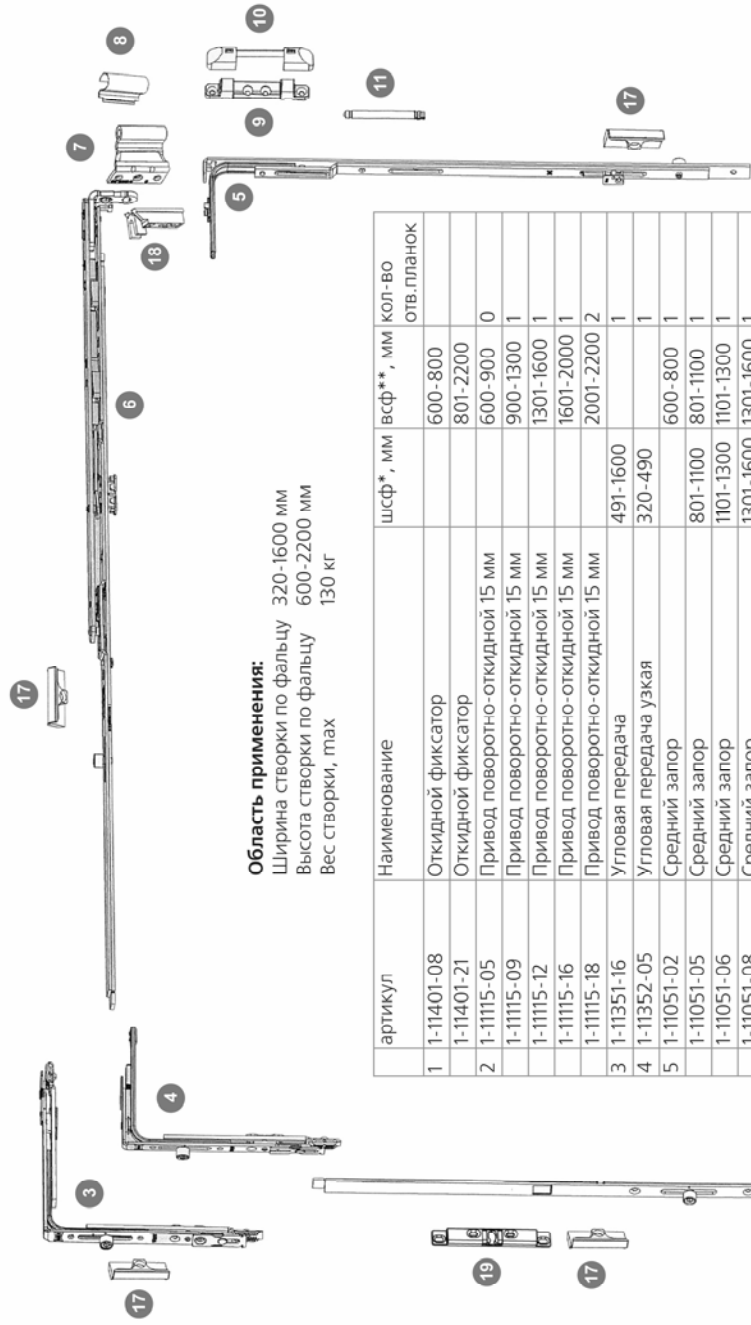 17
7
3
8
6
17
18
4
5
9
10
Область применения:
Ширина створки по фальцу 320-1600 мм
Высота створки по фальцу 600-2200 мм
Вес створки, max 130 кг
11
артикул Наименование шсф*, мм всф**, мм кол-во отв.планок
1 1-11401-08 Откидной фиксатор 600-800
1-11401-21 Откидной фиксатор 801-2200
2 1-11115-05 Привод поворотно-откидной 15 мм 600-900 0
1-11115-09 Привод поворотно-откидной 15 мм 900-1300 1
1-11115-12 Привод поворотно-откидной 15 мм 1301-1600 1
1-11115-16 Привод поворотно-откидной 15 мм 1601-2000 1
1-11115-18 Привод поворотно-откидной 15 мм 2001-2200 2
3 1-11351-16 Угловая передача 491-1600 1
4 1-11352-05 Угловая передача узкая 320-490 1
5 1-11051-02 Средний запор 600-800 1
1-11051-05 Средний запор 801-1100 801-1100 1
1-11051-06 Средний запор 1101-1300 1101-1300 1
1-11051-08 Средний запор 1301-1600 1301-1600 1
19
17
17